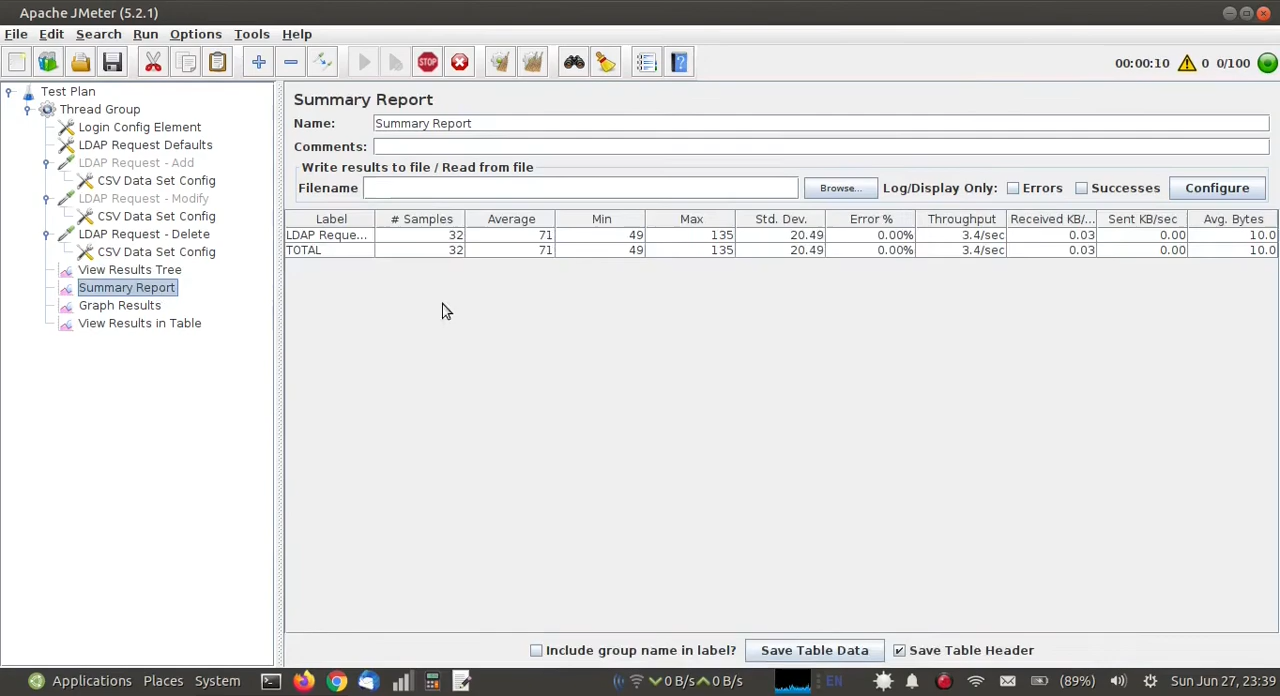 Apache JMeter (5.2.1)
File Edit Search Run Options Tools Help
STOP 00:00:10 0 0/100
Test Plan
Thread Group
Login Config Element
LDAP Request Defaults
LDAP Request - Add
CSV Data Set Config
LDAP Request - Modify
CSV Data Set Config
LDAP Request - Delete
CSV Data Set Config
View Results Tree
Summary Report
Graph Results
View Results in Table
Summary Report
Name: Summary Report
Comments:
Write results to file / Read from file
Filename Browse... Log/Display Only: Errors Successes Configure
Label # Samples Average Min Max Std. Dev. Error % Throughput Received KB/... Sent KB/sec Avg. Bytes
LDAP Reque... 32 71 49 135 20.49 0.00% 3.4/sec 0.03 0.00 10.0
TOTAL 32 71 49 135 20.49 0.00% 3.4/sec 0.03 0.00 10.0
Include group name in label? Save Table Data Save Table Header
Applications Places System 0 B/s 0 B/s EN (89%) Sun Jun 27, 23:39